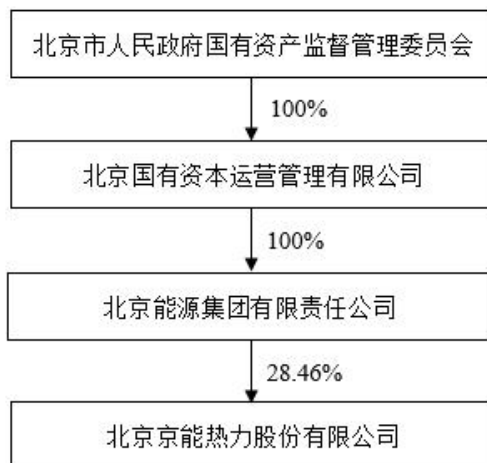 北京市人民政府国有资产监督管理委员会
100%
北京国有资本运营管理有限公司
100%
北京能源集团有限责任公司
28.46%
北京京能热力股份有限公司